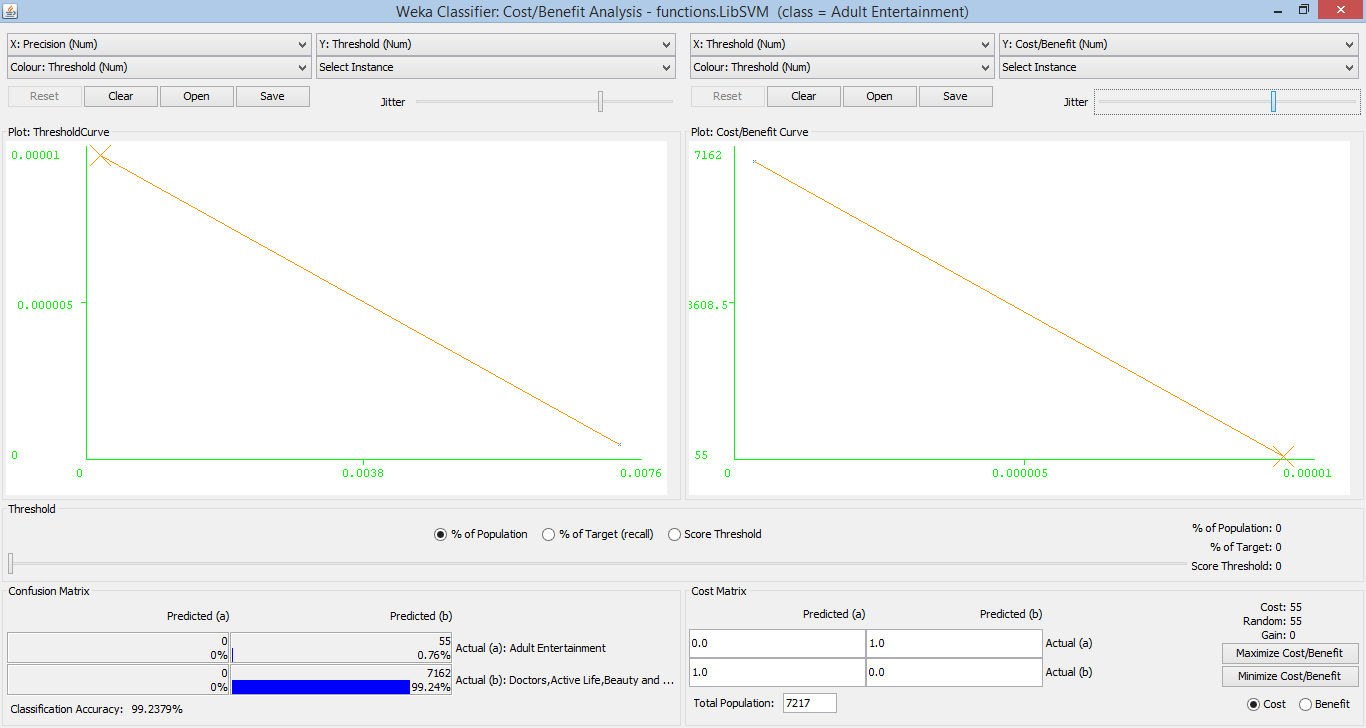 Weka Classifier: Cost/Benefit Analysis - functions.LibSVM (class = Adult Entertainment)
X: Precision (Num)
Y: Threshold (Num)
Colour: Threshold (Num)
Select Instance
Reset
Clear
Open
Save
Jitter
X: Threshold (Num)
Y: Cost/Benefit (Num)
Colour: Threshold (Num)
Select Instance
Reset
Clear
Open
Save
Jitter
Plot: ThresholdCurve
0.00001
0.000005
0
0
0.0038
0.0076
Plot: Cost/Benefit Curve
7162
3608.5
55
0
0.000005
0.00001
Threshold
% of Population
% of Target (recall)
Score Threshold
% of Population: 0
% of Target: 0
Score Threshold: 0
Confusion Matrix
Predicted (a)
Predicted (b)
0
0%
55
0.76%
Actual (a): Adult Entertainment
0
0%
7162
99.24%
Actual (b): Doctors,Active Life,Beauty and ...
Classification Accuracy: 99.2379%
Cost Matrix
Predicted (a)
Predicted (b)
0.0
1.0
Actual (a)
1.0
0.0
Actual (b)
Total Population: 7217
Cost: 55
Random: 55
Gain: 0
Maximize Cost/Benefit
Minimize Cost/Benefit
Cost
Benefit